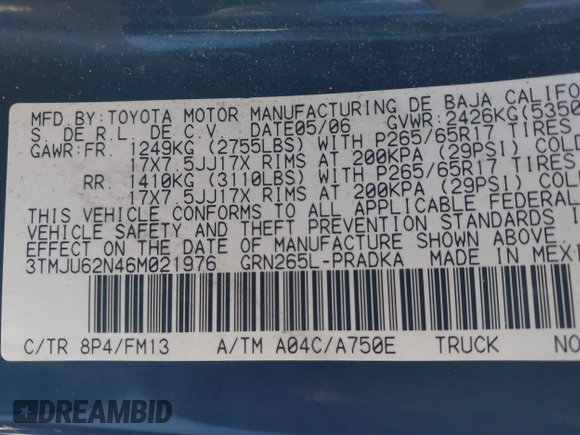 MFD.BY:TOYOTA MOTOR MANUFACTURING DE BAJA CALIFO
S. DE R.L. DE C.V. DATE05/06 GVWR:2426KG(5350
GAWR:FR. 1249KG (2755LBS) WITH P265/65R17 TIRES
17X7.5JJ17X RIMS AT 200KPA (29PSI) COLD
RR. 1410KG (3110LBS) WITH P265/65R17 TIRES
17X7.5JJ17X RIMS AT 200KPA (29PSI) COL
THIS VEHICLE CONFORMS TO ALL APPLICABLE FEDERAL
VEHICLE SAFETY AND THEFT PREVENTION STANDARDS I
EFFECT ON THE DATE OF MANUFACTURE SHOWN ABOVE.
3TMJU62N46M021976 GRN265L-PRADKA MADE IN MEXI
C/TR 8P4/FM13 A/TM A04C/A750E TRUCK NO
DREAMBID